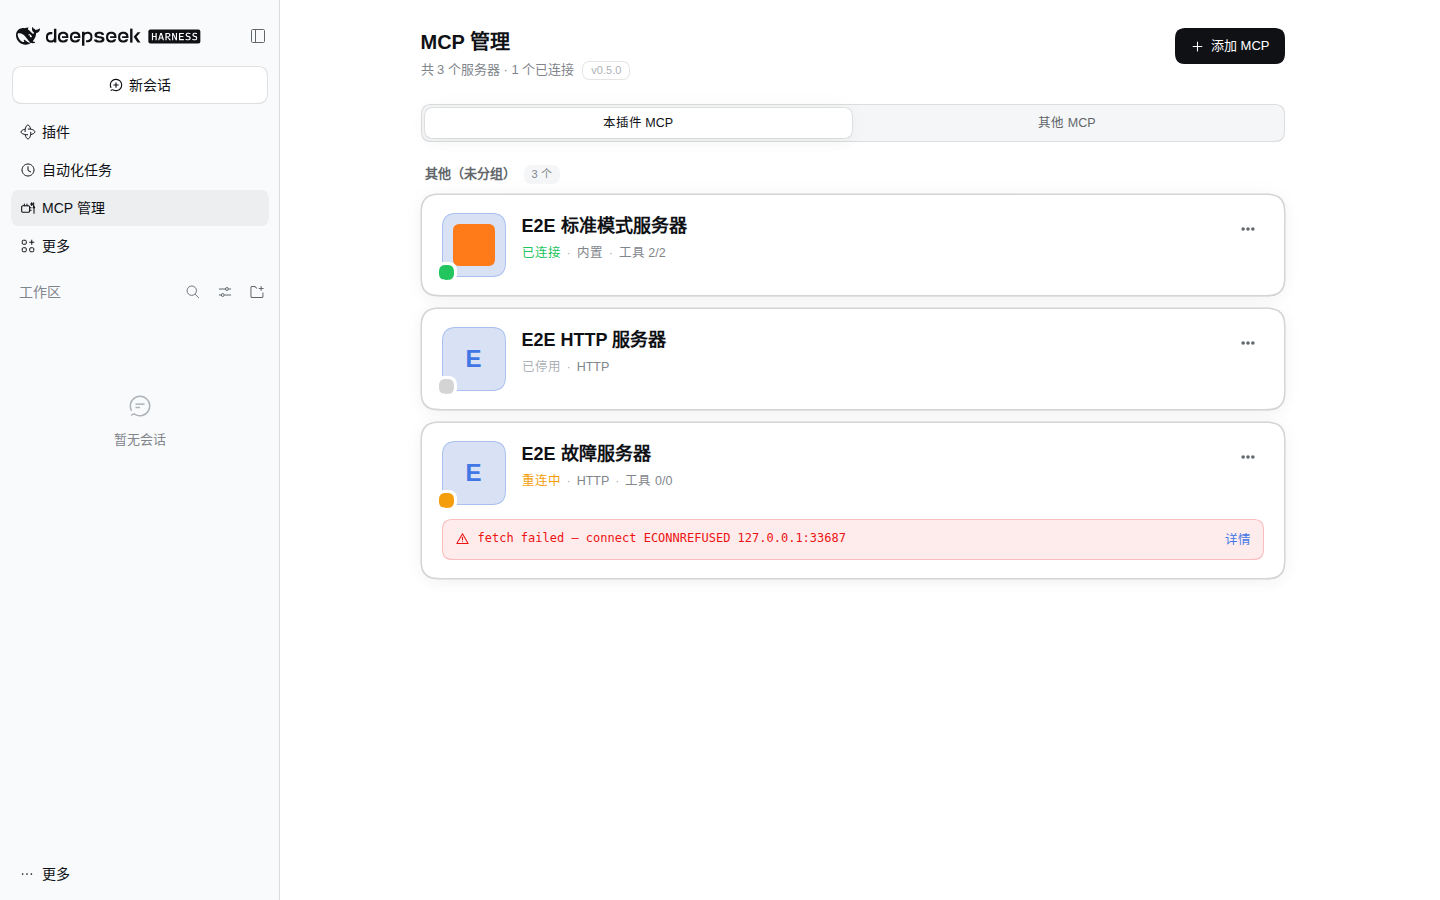 deepseek HARNESS
新会话
插件
自动化任务
MCP 管理
更多
工作区
暂无会话
更多
MCP 管理
共 3 个服务器 · 1 个已连接 v0.5.0
添加 MCP
本插件 MCP
其他 MCP
其他（未分组） 3 个
E2E 标准模式服务器
已连接 · 内置 · 工具 2/2
E
E2E HTTP 服务器
已停用 · HTTP
E
E2E 故障服务器
重连中 · HTTP · 工具 0/0
fetch failed — connect ECONNREFUSED 127.0.0.1:33687
详情